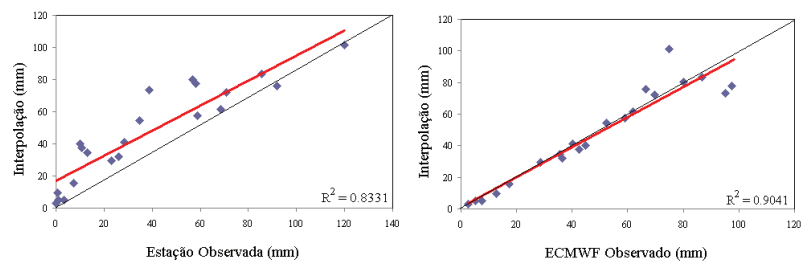 120
100
80
60
40
20
0
Interpolação (mm)
R² = 0.8331
0 20 40 60 80 100 120 140
Estação Observada (mm)
120
100
80
60
40
20
0
Interpolação (mm)
R² = 0.9041
0 20 40 60 80 100 120
ECMWF Observado (mm)